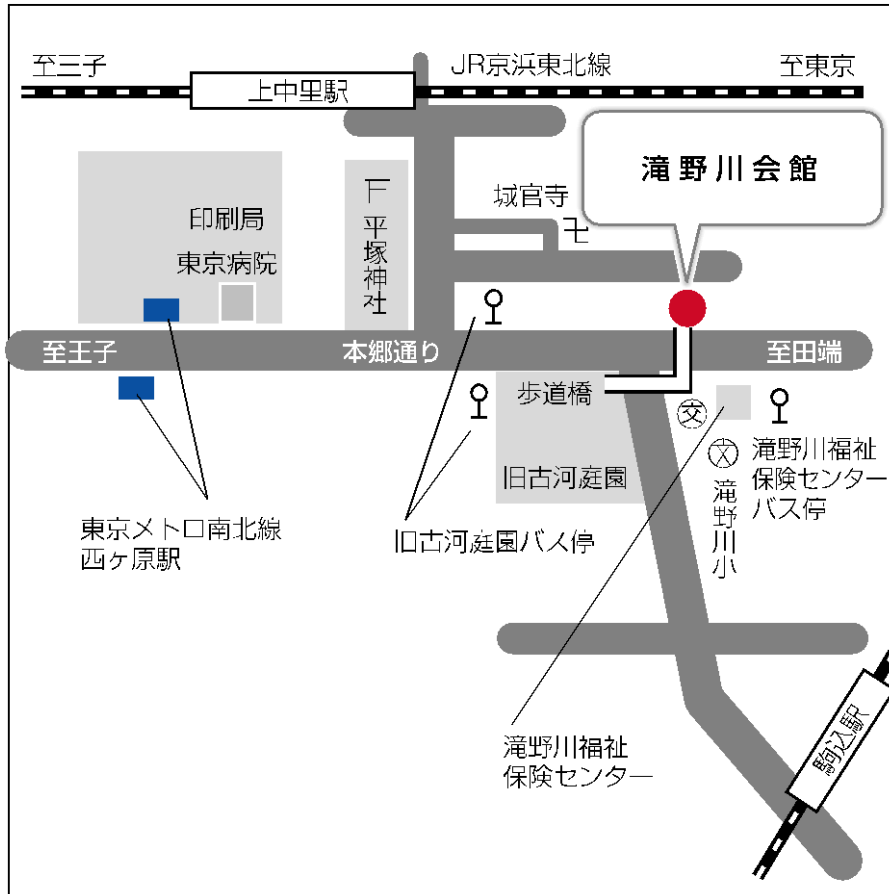 至三子
JR京浜東北線
至東京
上中里駅
滝野川会館
城官寺
卍
印刷局
東京病院
平塚神社
至王子
本郷通り
至田端
歩道橋
交
文
滝野川福祉
保険センター
バス停
滝野川小
旧古河庭園
東京メトロ南北線
西ヶ原駅
旧古河庭園バス停
滝野川福祉
保険センター
駒込駅